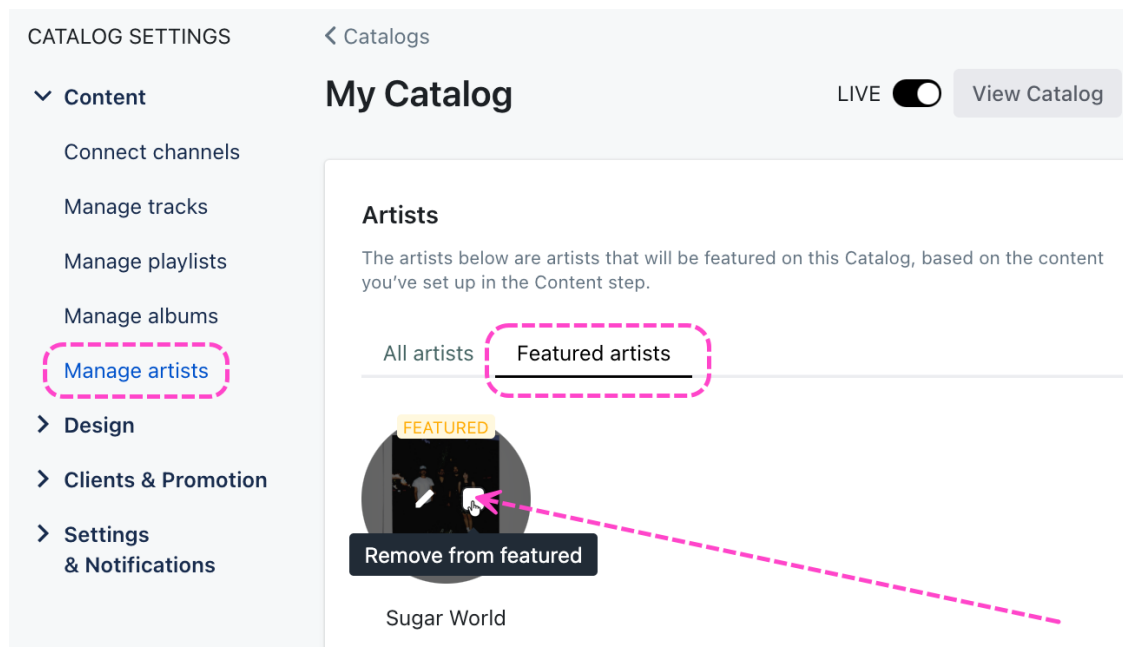 CATALOG SETTINGS
Content
Connect channels
Manage tracks
Manage playlists
Manage albums
Manage artists
Design
Clients & Promotion
Settings
& Notifications
Catalogs
My Catalog
LIVE
View Catalog
Artists
The artists below are artists that will be featured on this Catalog, based on the content
you’ve set up in the Content step.
All artists
Featured artists
FEATURED
Remove from featured
Sugar World